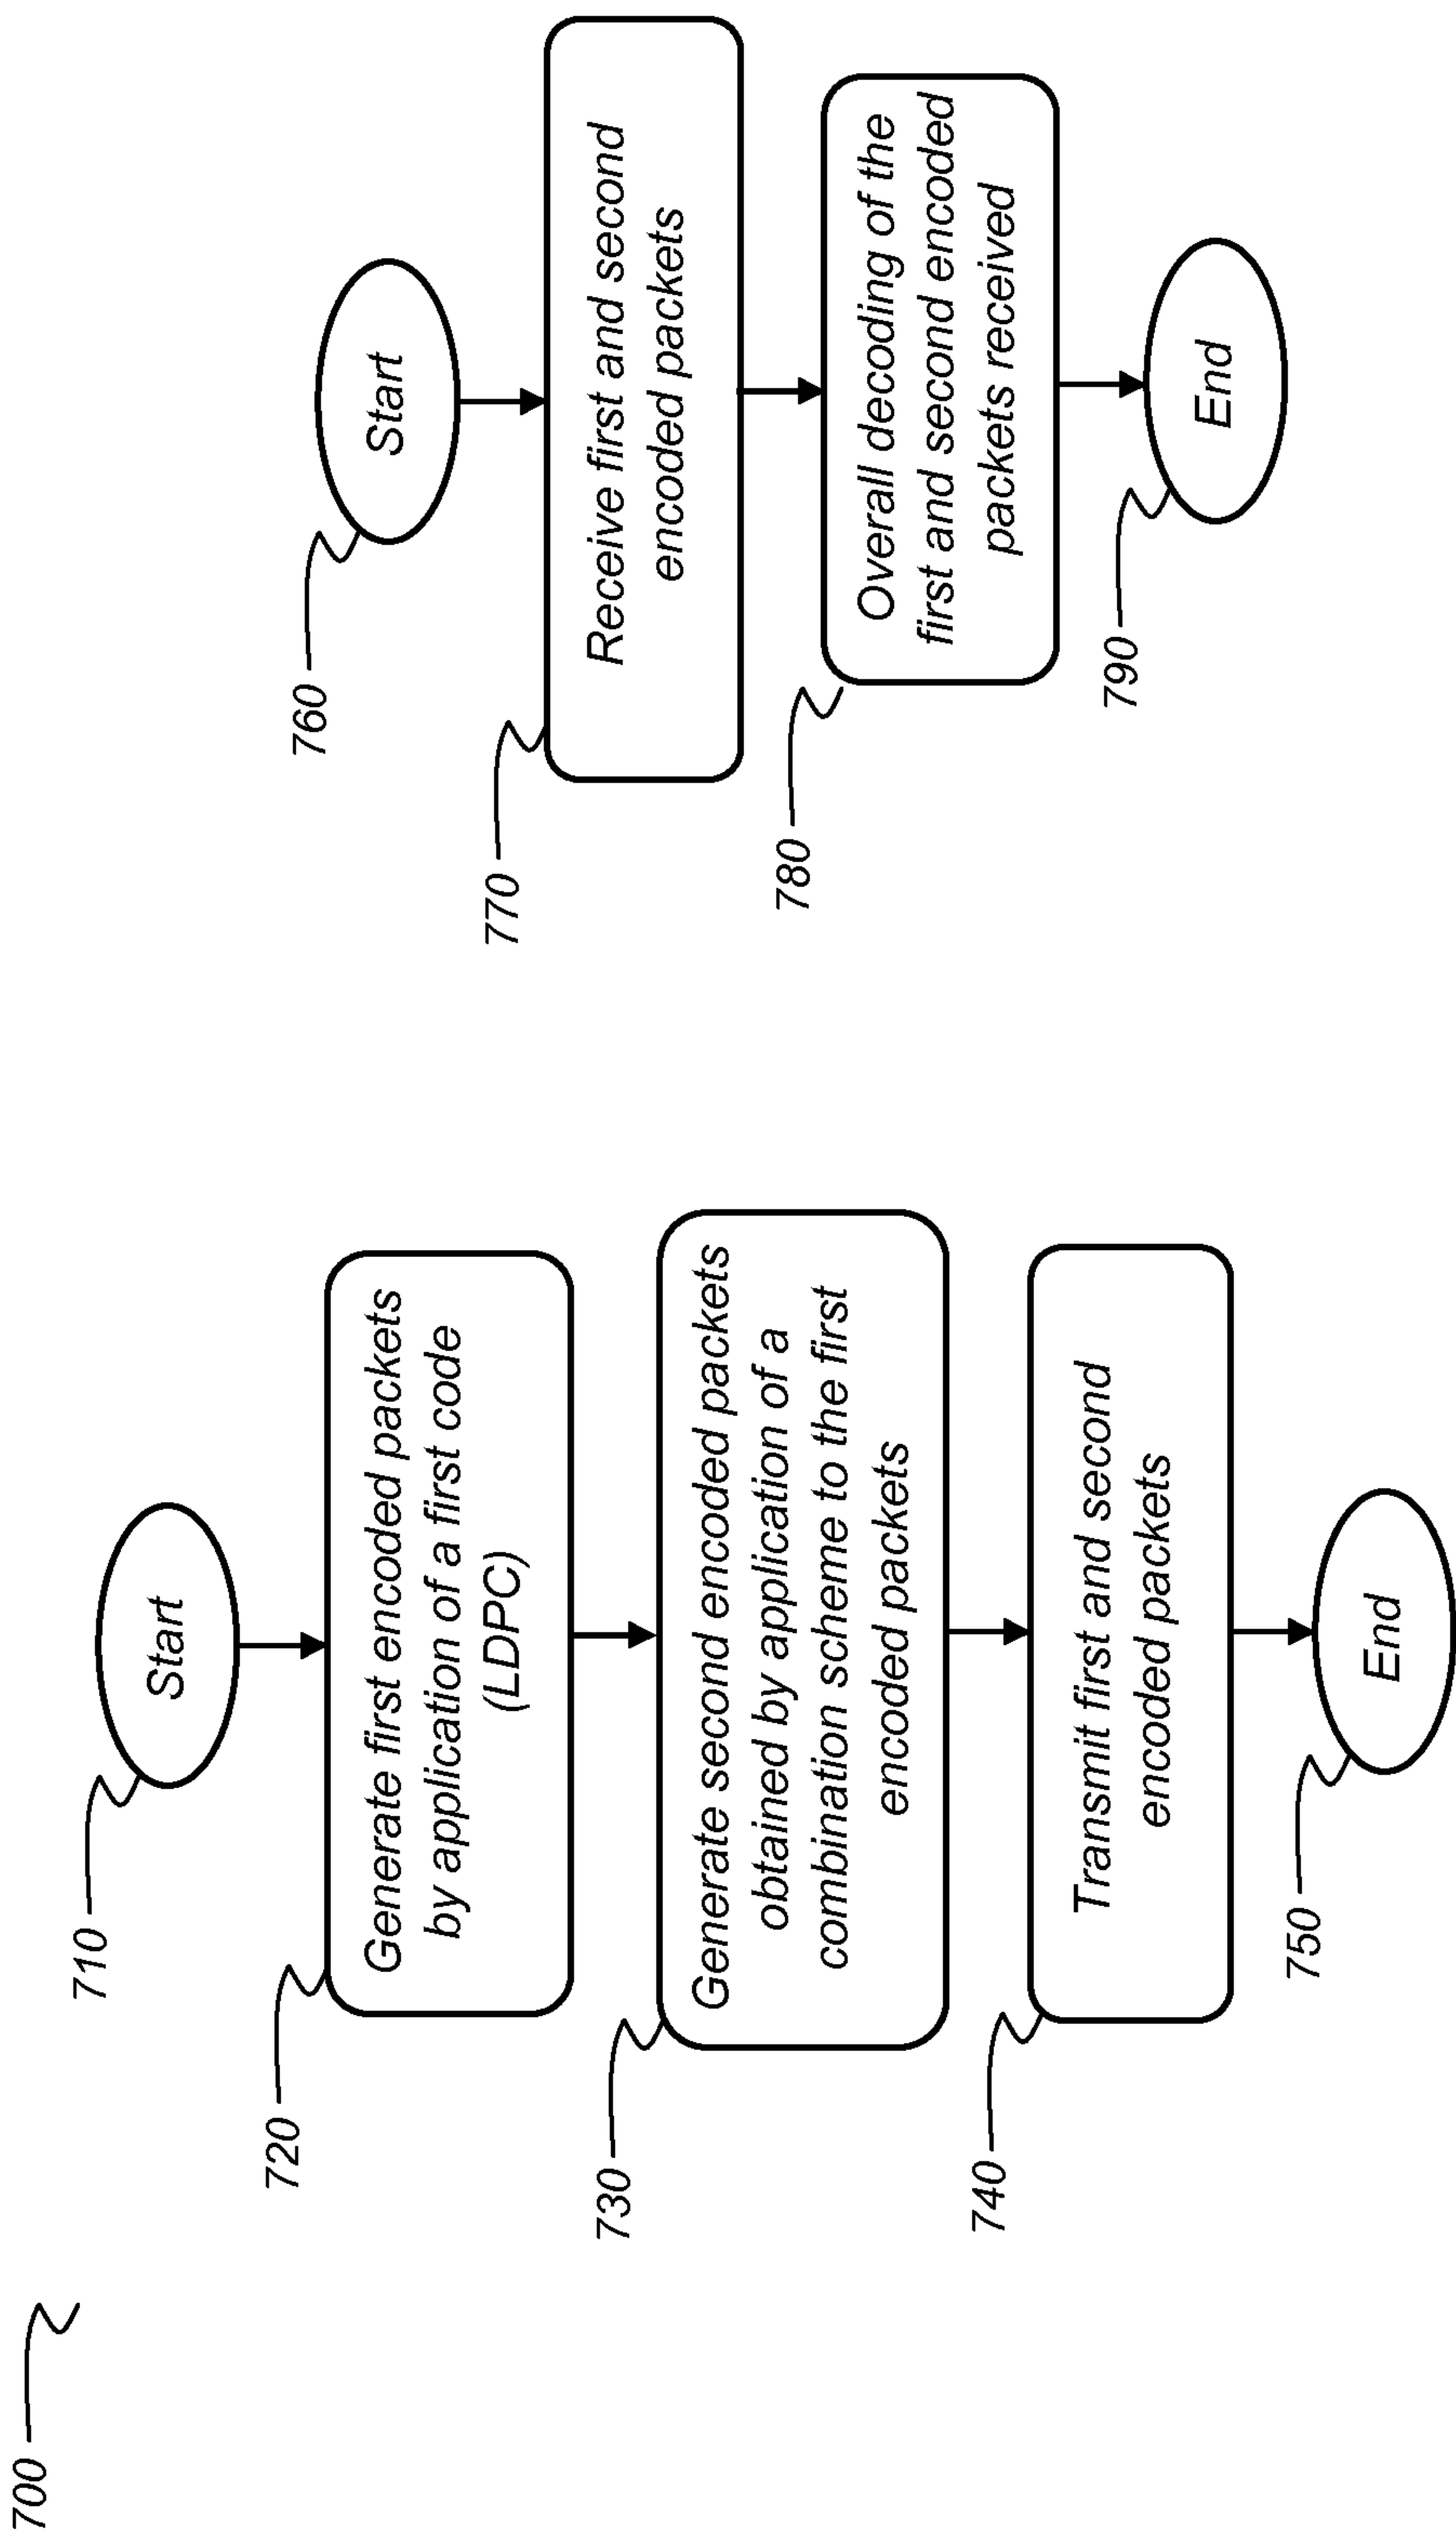 700
710
Start
720
Generate first encoded packets
by application of a first code
(LDPC)
730
Generate second encoded packets
obtained by application of a
combination scheme to the first
encoded packets
740
Transmit first and second
encoded packets
750
End
760
Start
770
Receive first and second
encoded packets
780
Overall decoding of the
first and second encoded
packets received
790
End